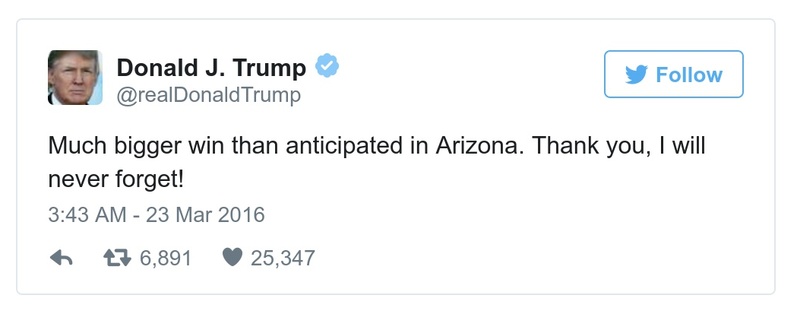 Donald J. Trump
@realDonaldTrump
Follow
Much bigger win than anticipated in Arizona. Thank you, I will
never forget!
3:43 AM - 23 Mar 2016
6,891 25,347